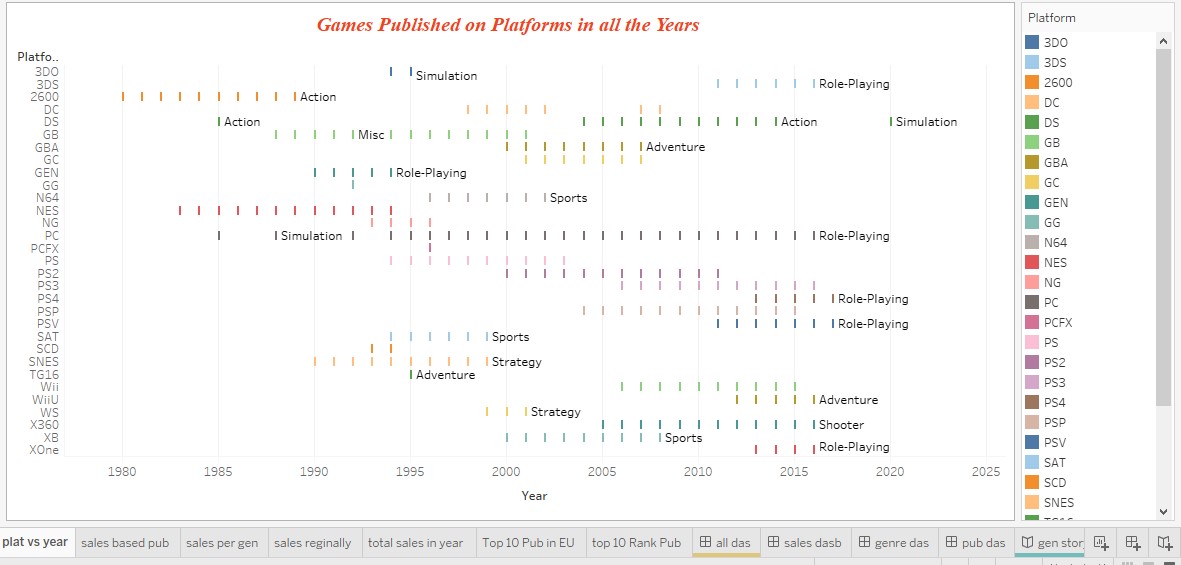 Games Published on Platforms in all the Years
Platfo..
3DO
Simulation
3DS
Role-Playing
2600
Action
DC
DS
Action
Action
Simulation
GB
Misc
GBA
Adventure
GC
GEN
Role-Playing
GG
N64
Sports
NES
NG
PC
Simulation
Role-Playing
PCFX
PS
PS2
PS3
PS4
Role-Playing
PSP
PSV
Role-Playing
SAT
Sports
SCD
SNES
Strategy
TG16
Adventure
Wii
WiiU
Adventure
WS
Strategy
X360
Shooter
XB
Sports
XOne
Role-Playing
1980 1985 1990 1995 2000 2005 2010 2015 2020 2025
Year
Platform
3DO
3DS
2600
DC
DS
GB
GBA
GC
GEN
GG
N64
NES
NG
PC
PCFX
PS
PS2
PS3
PS4
PSP
PSV
SAT
SCD
SNES
TG16
plat vs year
sales based pub
sales per gen
sales reginally
total sales in year
Top 10 Pub in EU
top 10 Rank Pub
all das
sales dasb
genre das
pub das
gen stor